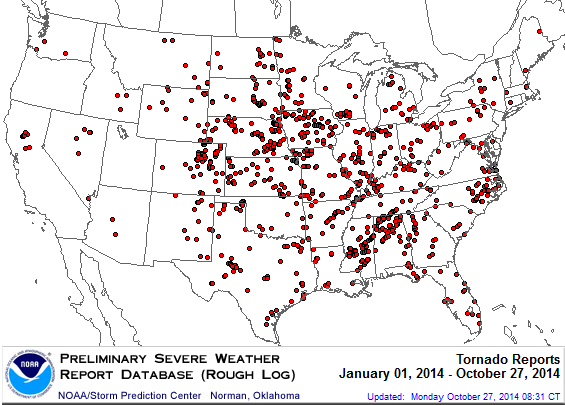 NOAA
Preliminary Severe Weather
Report Database (Rough Log)
NOAA/Storm Prediction Center Norman, Oklahoma
Tornado Reports
January 01, 2014 - October 27, 2014
Updated: Monday October 27, 2014 08:31 CT